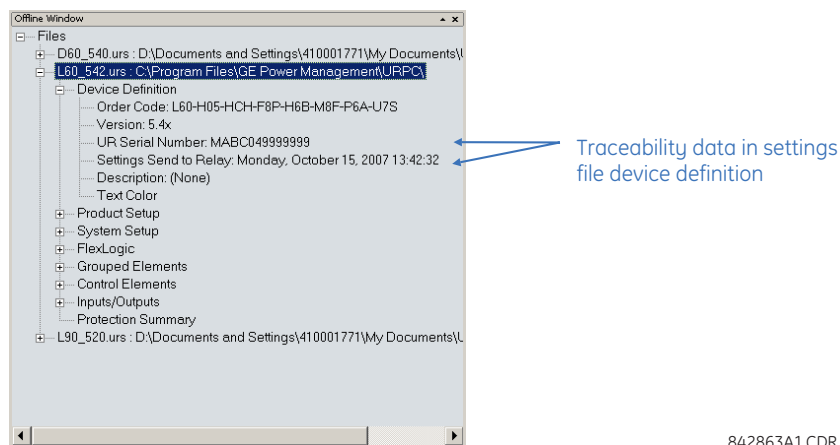 Offline Window
Files
D60_540.urs : D:\Documents and Settings\410001771\My Documents\
L60_542.urs : C:\Program Files\GE Power Management\URPC\
Device Definition
Order Code: L60-H05-HCH-F8P-H6B-M8F-P6A-U7S
Version: 5.4x
UR Serial Number: MABC049999999
Settings Send to Relay: Monday, October 15, 2007 13:42:32
Description: (None)
Text Color
Product Setup
System Setup
FlexLogic
Grouped Elements
Control Elements
Inputs/Outputs
Protection Summary
L90_520.urs : D:\Documents and Settings\410001771\My Documents\
Traceability data in settings
file device definition
842863A1.CDR